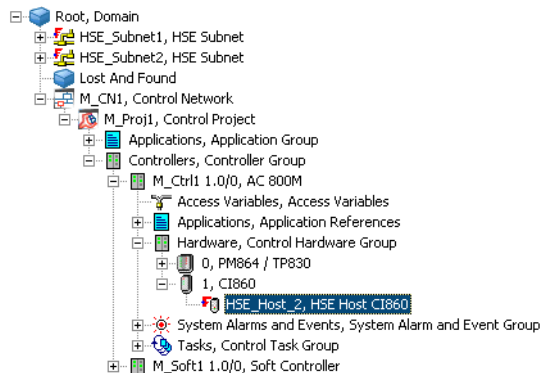 Root, Domain
HSE_Subnet1, HSE Subnet
HSE_Subnet2, HSE Subnet
Lost And Found
M_CN1, Control Network
M_Proj1, Control Project
Applications, Application Group
Controllers, Controller Group
M_Ctrl1 1.0/0, AC 800M
Access Variables, Access Variables
Applications, Application References
Hardware, Control Hardware Group
0, PM864 / TP830
1, CI860
HSE_Host_2, HSE Host CI860
System Alarms and Events, System Alarm and Event Group
Tasks, Control Task Group
M_Soft1 1.0/0, Soft Controller